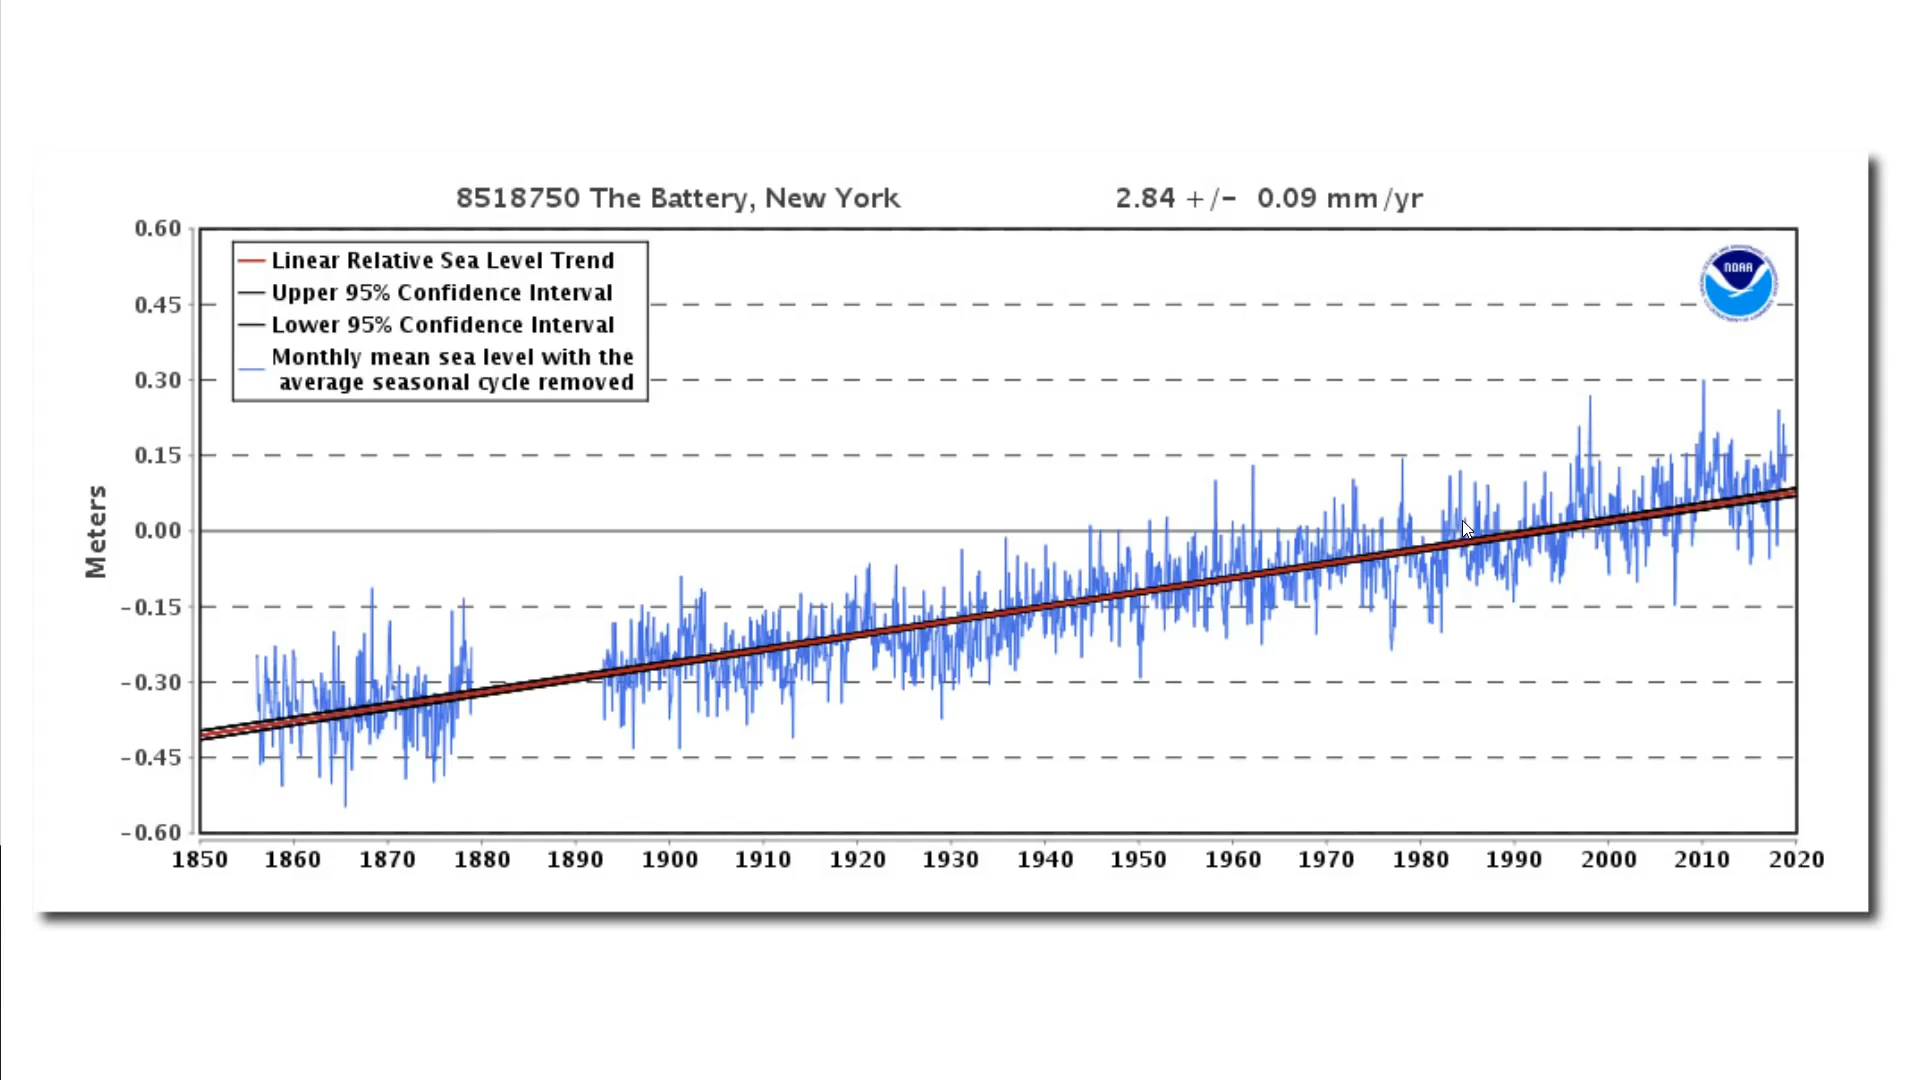 8518750 The Battery, New York 2.84 +/- 0.09 mm/yr
0.60
0.45
0.30
0.15
0.00
-0.15
-0.30
-0.45
-0.60
Meters
Linear Relative Sea Level Trend
Upper 95% Confidence Interval
Lower 95% Confidence Interval
Monthly mean sea level with the
average seasonal cycle removed
NOAA
1850 1860 1870 1880 1890 1900 1910 1920 1930 1940 1950 1960 1970 1980 1990 2000 2010 2020